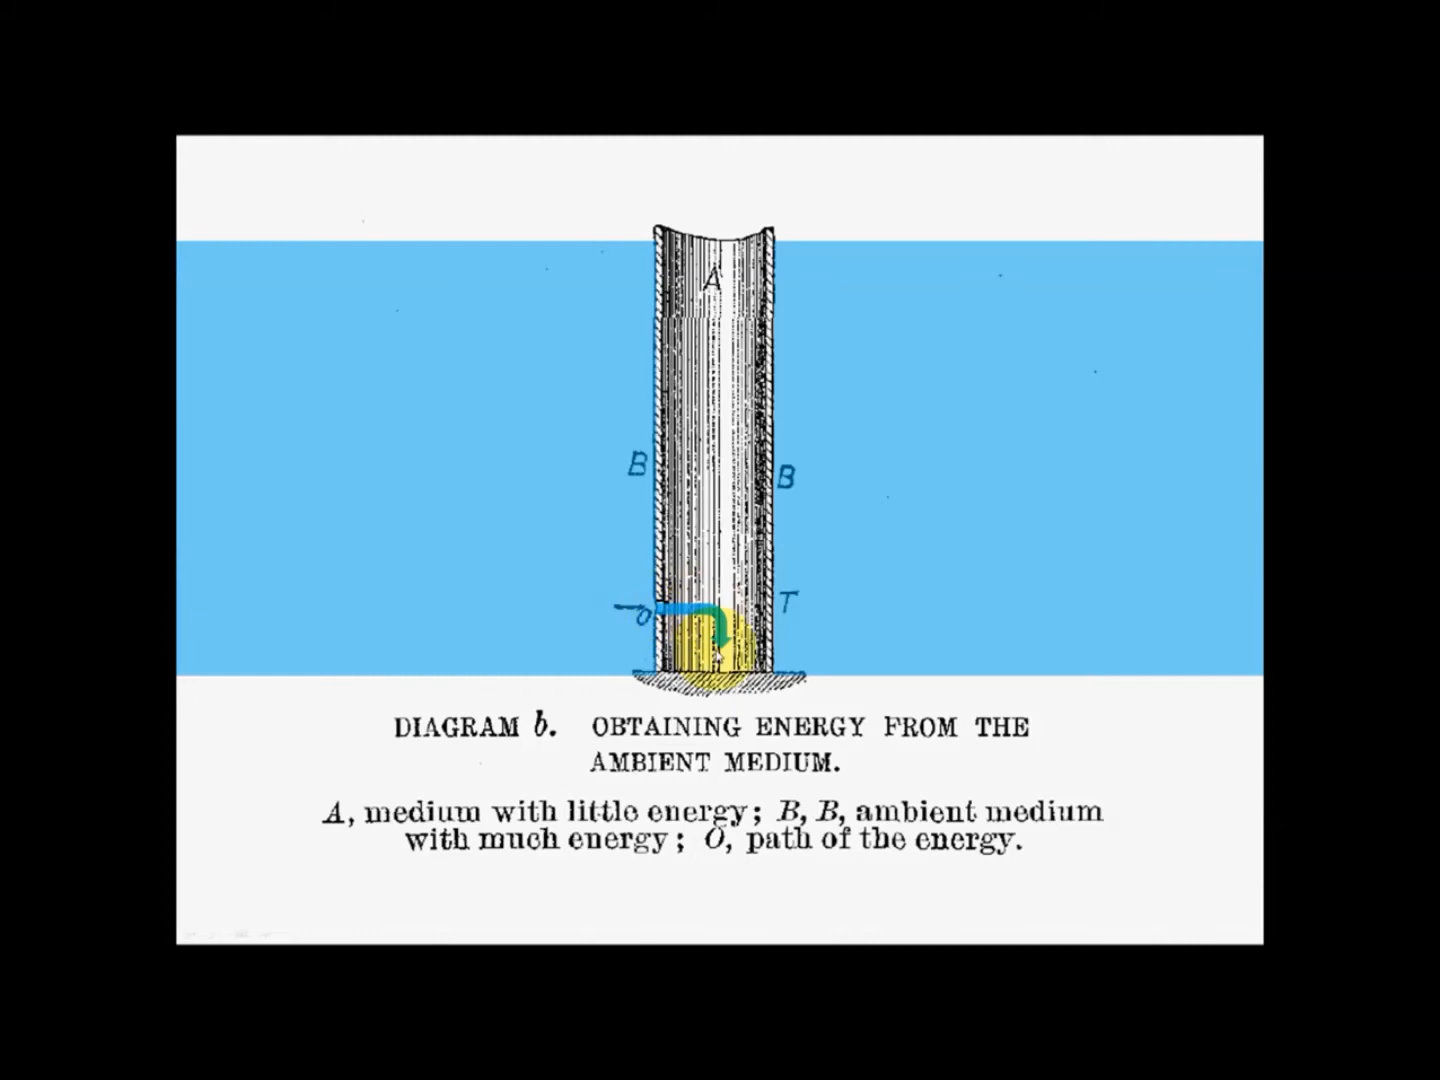 A
B
B
O
T
DIAGRAM b. OBTAINING ENERGY FROM THE
AMBIENT MEDIUM.
A, medium with little energy; B, B, ambient medium
with much energy; O, path of the energy.